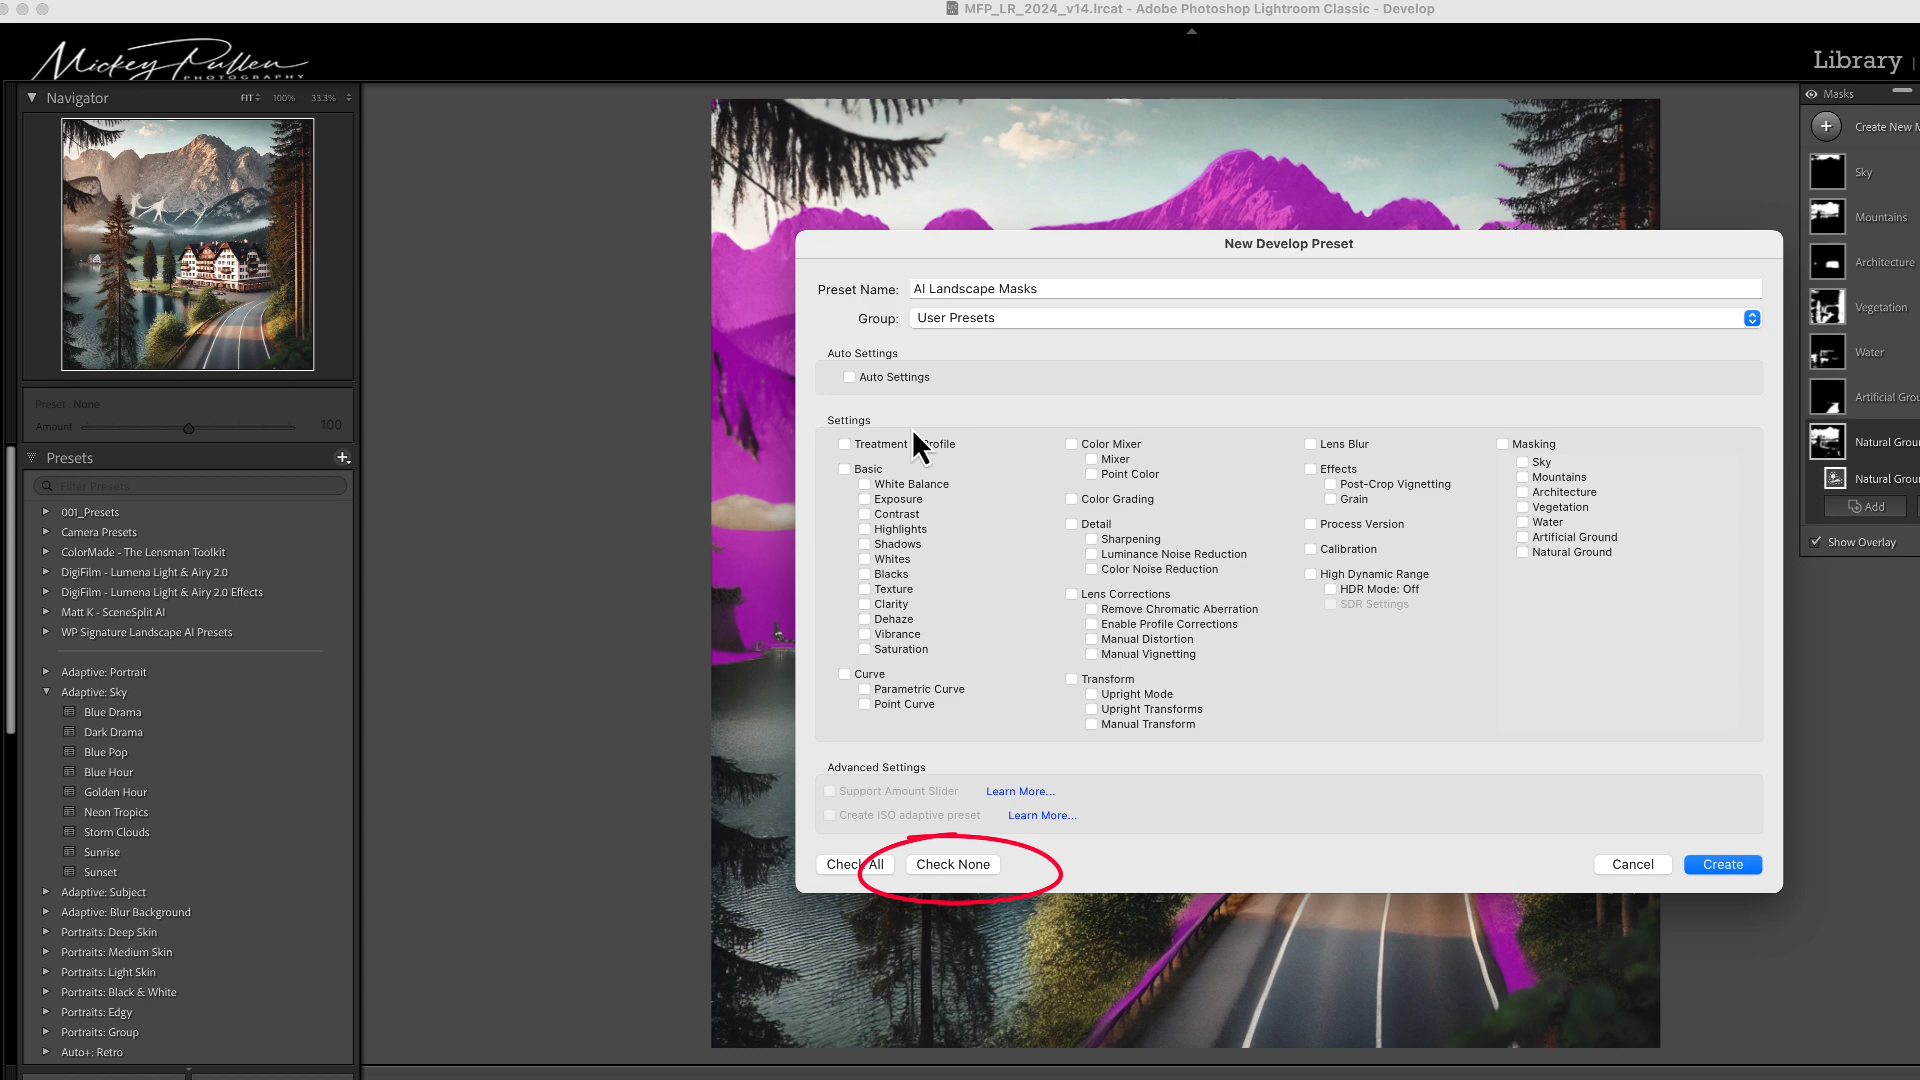 MFP_LR_2024_v14.lrcat - Adobe Photoshop Lightroom Classic - Develop
Mickey Pullen
PHOTOGRAPHY
Library |
Navigator
FIT
100%
33.3%
Preset : None
Amount
100
Presets
Filter Presets
001_Presets
Camera Presets
ColorMade - The Lensman Toolkit
DigiFilm - Lumena Light & Airy 2.0
DigiFilm - Lumena Light & Airy 2.0 Effects
Matt K - SceneSplit AI
WP Signature Landscape AI Presets
Adaptive: Portrait
Adaptive: Sky
Blue Drama
Dark Drama
Blue Pop
Blue Hour
Golden Hour
Neon Tropics
Storm Clouds
Sunrise
Sunset
Adaptive: Subject
Adaptive: Blur Background
Portraits: Deep Skin
Portraits: Medium Skin
Portraits: Light Skin
Portraits: Black & White
Portraits: Edgy
Portraits: Group
Auto+: Retro
New Develop Preset
Preset Name: AI Landscape Masks
Group: User Presets
Auto Settings
Auto Settings
Settings
Treatment & Profile
Basic
White Balance
Exposure
Contrast
Highlights
Shadows
Whites
Blacks
Texture
Clarity
Dehaze
Vibrance
Saturation
Curve
Parametric Curve
Point Curve
Color Mixer
Mixer
Point Color
Color Grading
Detail
Sharpening
Luminance Noise Reduction
Color Noise Reduction
Lens Corrections
Remove Chromatic Aberration
Enable Profile Corrections
Manual Distortion
Manual Vignetting
Transform
Upright Mode
Upright Transforms
Manual Transform
Lens Blur
Effects
Post-Crop Vignetting
Grain
Process Version
Calibration
High Dynamic Range
HDR Mode: Off
SDR Settings
Masking
Sky
Mountains
Architecture
Vegetation
Water
Artificial Ground
Natural Ground
Advanced Settings
Support Amount Slider Learn More...
Create ISO adaptive preset Learn More...
Check All
Check None
Cancel
Create
Masks
Create New M
Sky
Mountains
Architecture
Vegetation
Water
Artificial Grou
Natural Grou
Natural Grou
Add
Show Overlay